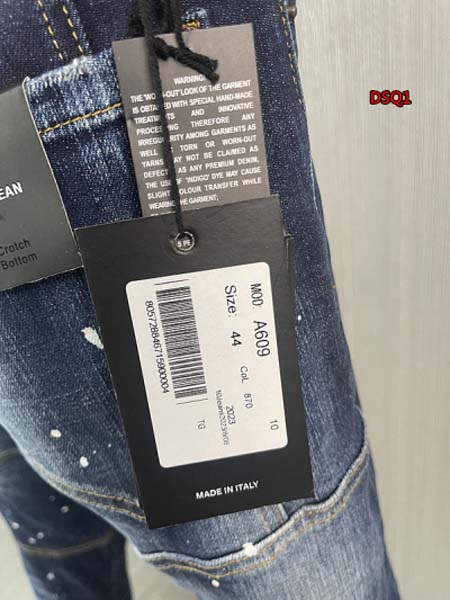 WARNING:
THE 'WORN-OUT' LOOK OF THE GARMENT
IS OBTAINED WITH SPECIAL HAND-MADE
TREATMENTS AND INNOVATIVE
PROCESSING THEREFORE ANY
IRREGULARITY AMONG GARMENTS AS
WELL TORN OR WORN-OUT
YARNS MAY NOT BE CLAIMED AS
DEFECT AS ANY PREMIUM DENIM,
THE USE OF 'INDIGO' DYE MAY CAUSE
SLIGHT COLOUR TRANSFER WHILE
WEARING THE GARMENT;
DSQ1
EAN
Crotch
Bottom
MOD: A609 10
Size: 44 Col. 870
2023
805728846715900004
TG
MADE IN ITALY